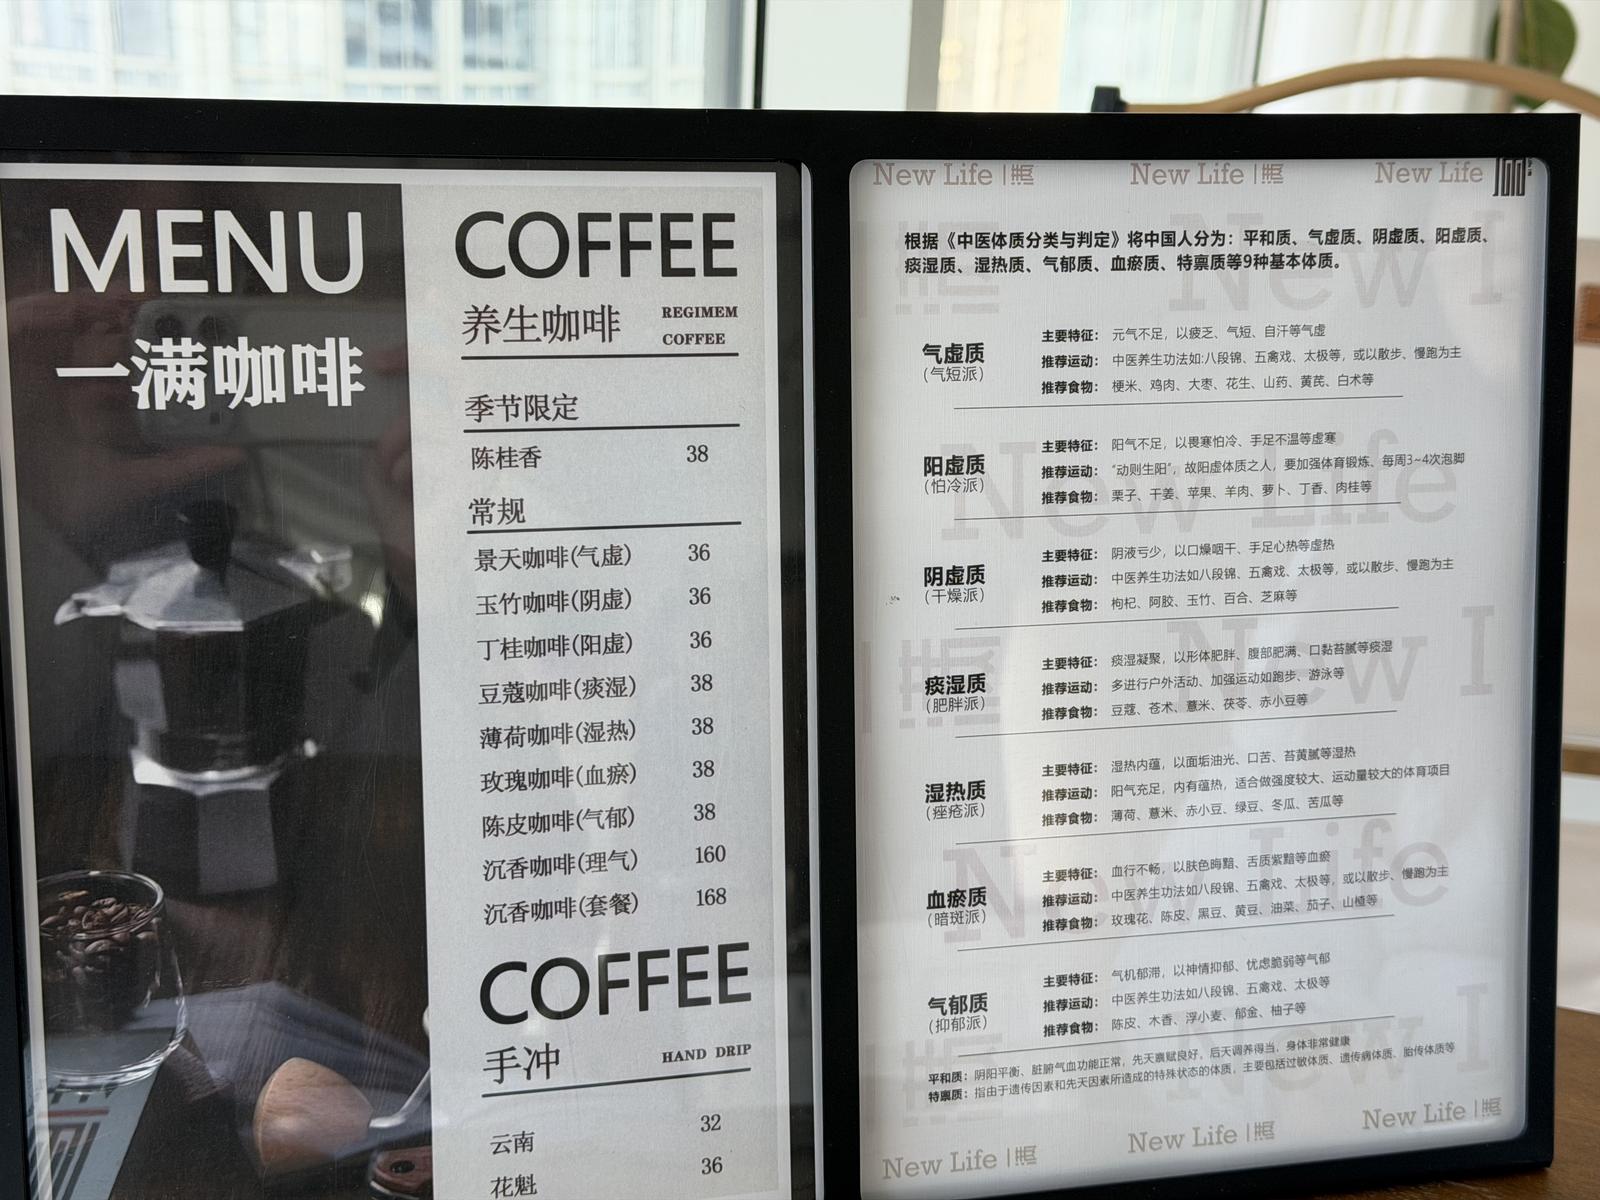 MENU
一满咖啡
COFFEE
养生咖啡 REGIMEM COFFEE
季节限定
陈桂香 38
常规
景天咖啡(气虚) 36
玉竹咖啡(阴虚) 36
丁桂咖啡(阳虚) 36
豆蔻咖啡(痰湿) 38
薄荷咖啡(湿热) 38
玫瑰咖啡(血瘀) 38
陈皮咖啡(气郁) 38
沉香咖啡(理气) 160
沉香咖啡(套餐) 168
COFFEE
手冲 HAND DRIP
云南 32
花魁 36
New Life New Life New Life
根据《中医体质分类与判定》将中国人分为：平和质、气虚质、阴虚质、阳虚质、
痰湿质、湿热质、气郁质、血瘀质、特禀质等9种基本体质。
气虚质
(气短派)
主要特征： 元气不足，以疲乏、气短、自汗等气虚
推荐运动： 中医养生功法如:八段锦、五禽戏、太极等，或以散步、慢跑为主
推荐食物： 梗米、鸡肉、大枣、花生、山药、黄芪、白术等
阳虚质
(怕冷派)
主要特征： 阳气不足，以畏寒怕冷、手足不温等虚寒
推荐运动： “动则生阳”，故阳虚体质之人，要加强体育锻炼、每周3~4次泡脚
推荐食物： 栗子、干姜、苹果、羊肉、萝卜、丁香、肉桂等
阴虚质
(干燥派)
主要特征： 阴液亏少，以口燥咽干、手足心热等虚热
推荐运动： 中医养生功法如八段锦、五禽戏、太极等，或以散步、慢跑为主
推荐食物： 枸杞、阿胶、玉竹、百合、芝麻等
痰湿质
(肥胖派)
主要特征： 痰湿凝聚，以形体肥胖、腹部肥满、口黏苔腻等痰湿
推荐运动： 多进行户外活动、加强运动如跑步、游泳等
推荐食物： 豆蔻、苍术、薏米、茯苓、赤小豆等
湿热质
(痤疮派)
主要特征： 湿热内蕴，以面垢油光、口苦、苔黄腻等湿热
推荐运动： 阳气充足，内有蕴热，适合做强度较大、运动量较大的体育项目
推荐食物： 薄荷、薏米、赤小豆、绿豆、冬瓜、苦瓜等
血瘀质
(暗斑派)
主要特征： 血行不畅，以肤色晦黯、舌质紫黯等血瘀
推荐运动： 中医养生功法如八段锦、五禽戏、太极等，或以散步、慢跑为主
推荐食物： 玫瑰花、陈皮、黑豆、黄豆、油菜、茄子、山楂等
气郁质
(抑郁派)
主要特征： 气机郁滞，以神情抑郁、忧虑脆弱等气郁
推荐运动： 中医养生功法如八段锦、五禽戏、太极等
推荐食物： 陈皮、木香、浮小麦、郁金、柚子等
平和质：阴阳平衡、脏腑气血功能正常，先天禀赋良好，后天调养得当，身体非常健康
特禀质：指由于遗传因素和先天因素所造成的特殊状态的体质，主要包括过敏体质、遗传病体质、胎传体质等
New Life New Life New Life